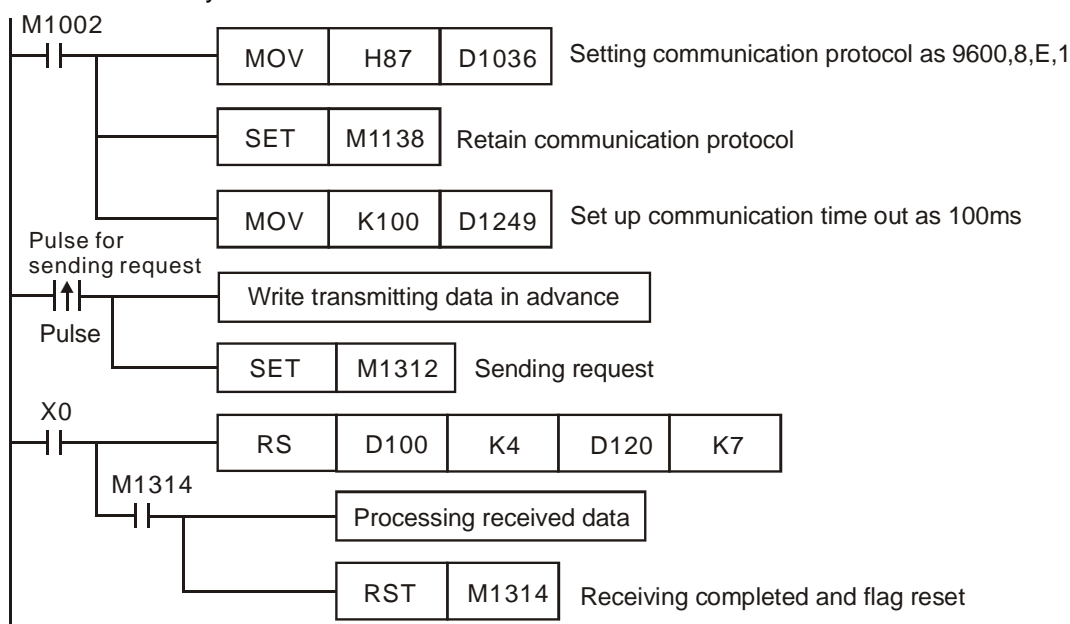 M1002
MOV H87 D1036 Setting communication protocol as 9600,8,E,1
SET M1138 Retain communication protocol
MOV K100 D1249 Set up communication time out as 100ms
Pulse for
sending request
Write transmitting data in advance
Pulse
SET M1312 Sending request
X0
RS D100 K4 D120 K7
M1314
Processing received data
RST M1314 Receiving completed and flag reset